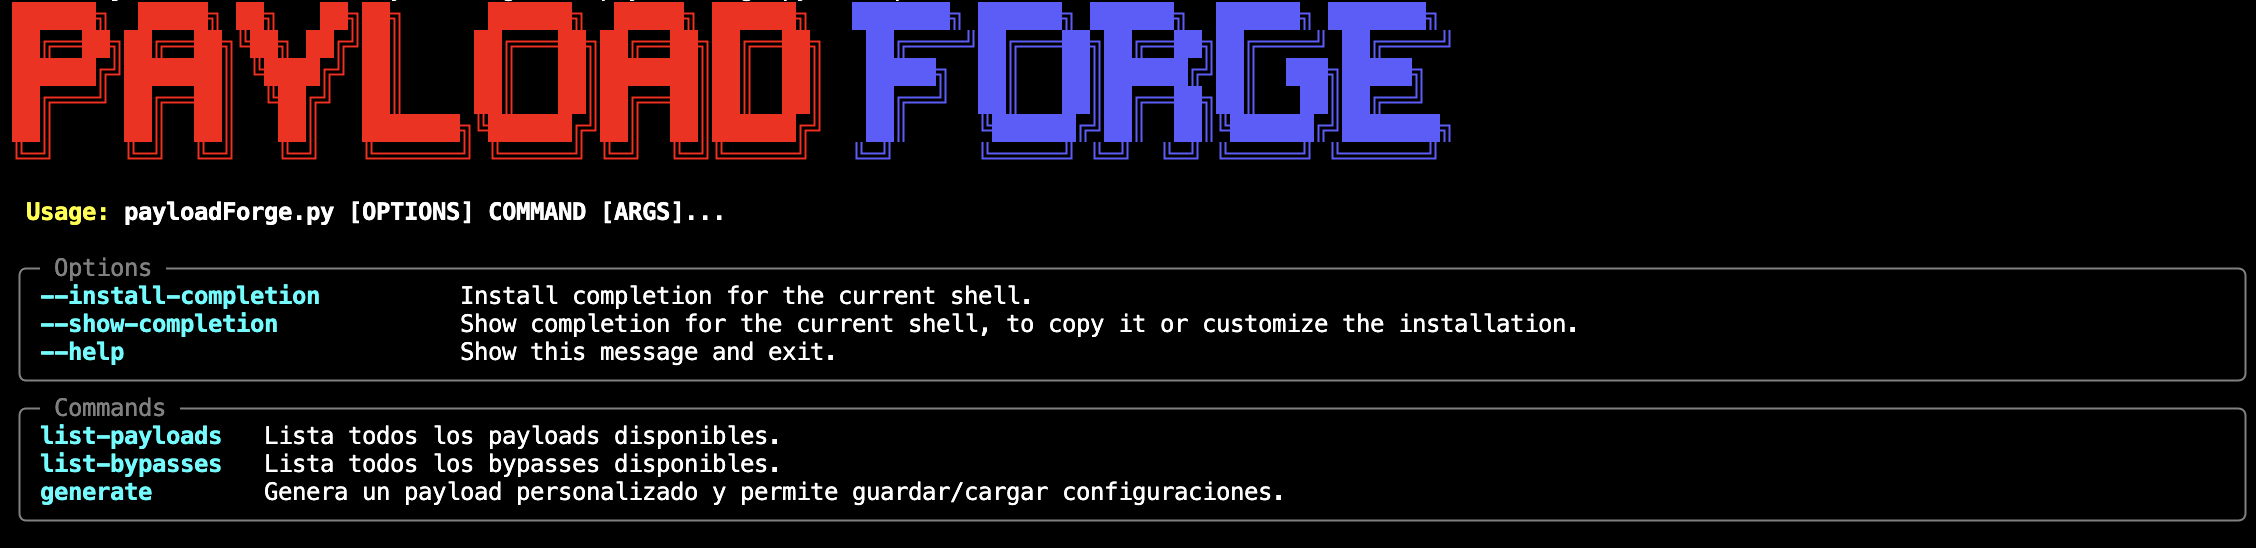 PAYLOAD FORGE
Usage: payloadForge.py [OPTIONS] COMMAND [ARGS]...
Options
--install-completion Install completion for the current shell.
--show-completion Show completion for the current shell, to copy it or customize the installation.
--help Show this message and exit.
Commands
list-payloads Lista todos los payloads disponibles.
list-bypasses Lista todos los bypasses disponibles.
generate Genera un payload personalizado y permite guardar/cargar configuraciones.